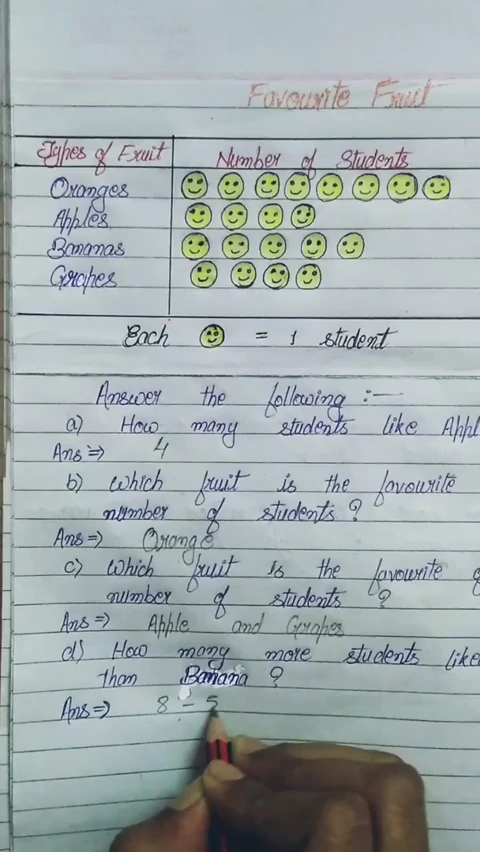 Favourite Fruit
Types of Fruit Number of Students
Oranges
Apples
Bananas
Grapes
Each = 1 student
Answer the following :—
a) How many students like Appl
Ans :⇒ 4
b) Which fruit is the favourite
number of students ?
Ans ⇒ Orange
c) Which fruit is the favourite
number of students ?
Ans ⇒ Apple and Grapes
d) How many more students like
than Banana ?
Ans ⇒ 8 - 5